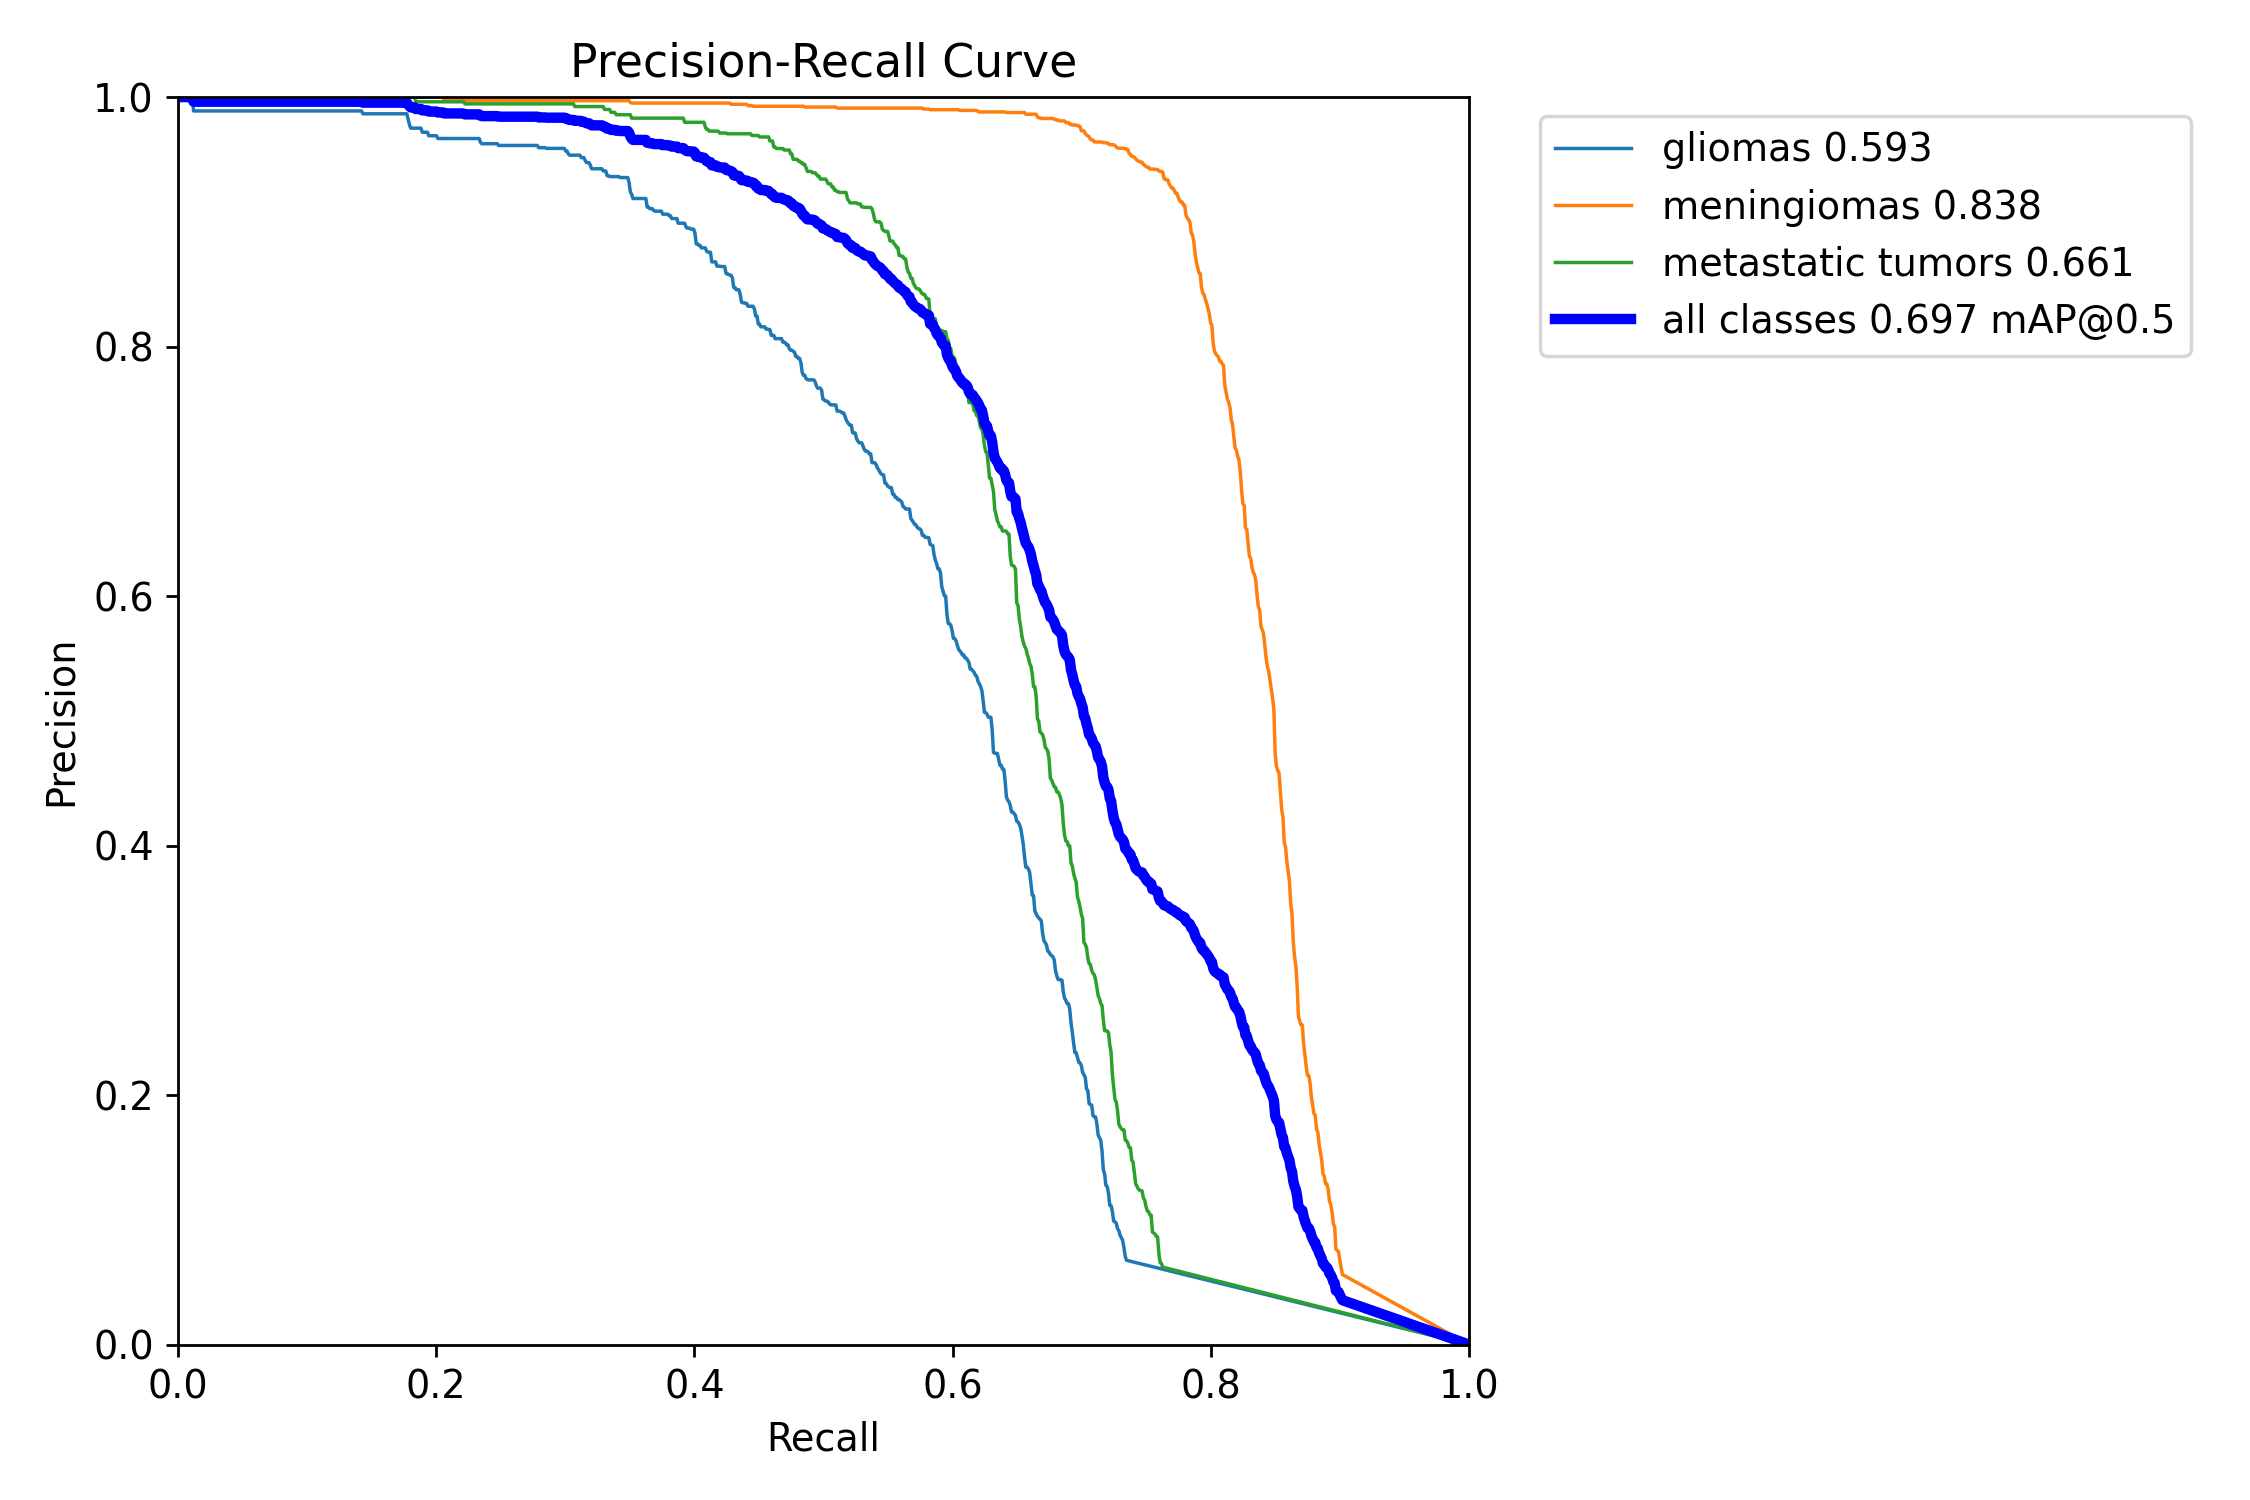 Precision-Recall Curve
1.0
0.8
0.6
0.4
0.2
0.0
Precision
0.0 0.2 0.4 0.6 0.8 1.0
Recall
gliomas 0.593
meningiomas 0.838
metastatic tumors 0.661
all classes 0.697 mAP@0.5